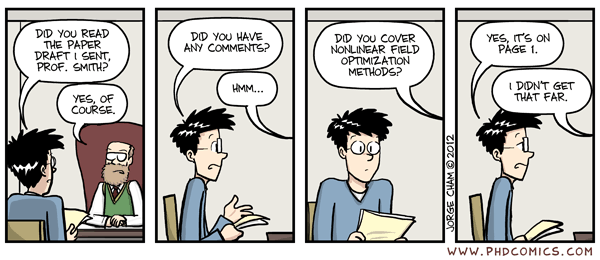 DID YOU READ
THE PAPER
DRAFT I SENT,
PROF. SMITH?
YES, OF
COURSE.
DID YOU HAVE
ANY COMMENTS?
HMM...
DID YOU COVER
NONLINEAR FIELD
OPTIMIZATION
METHODS?
JORGE CHAM © 2012
YES, IT'S ON
PAGE 1.
I DIDN'T GET
THAT FAR.
WWW.PHDCOMICS.COM